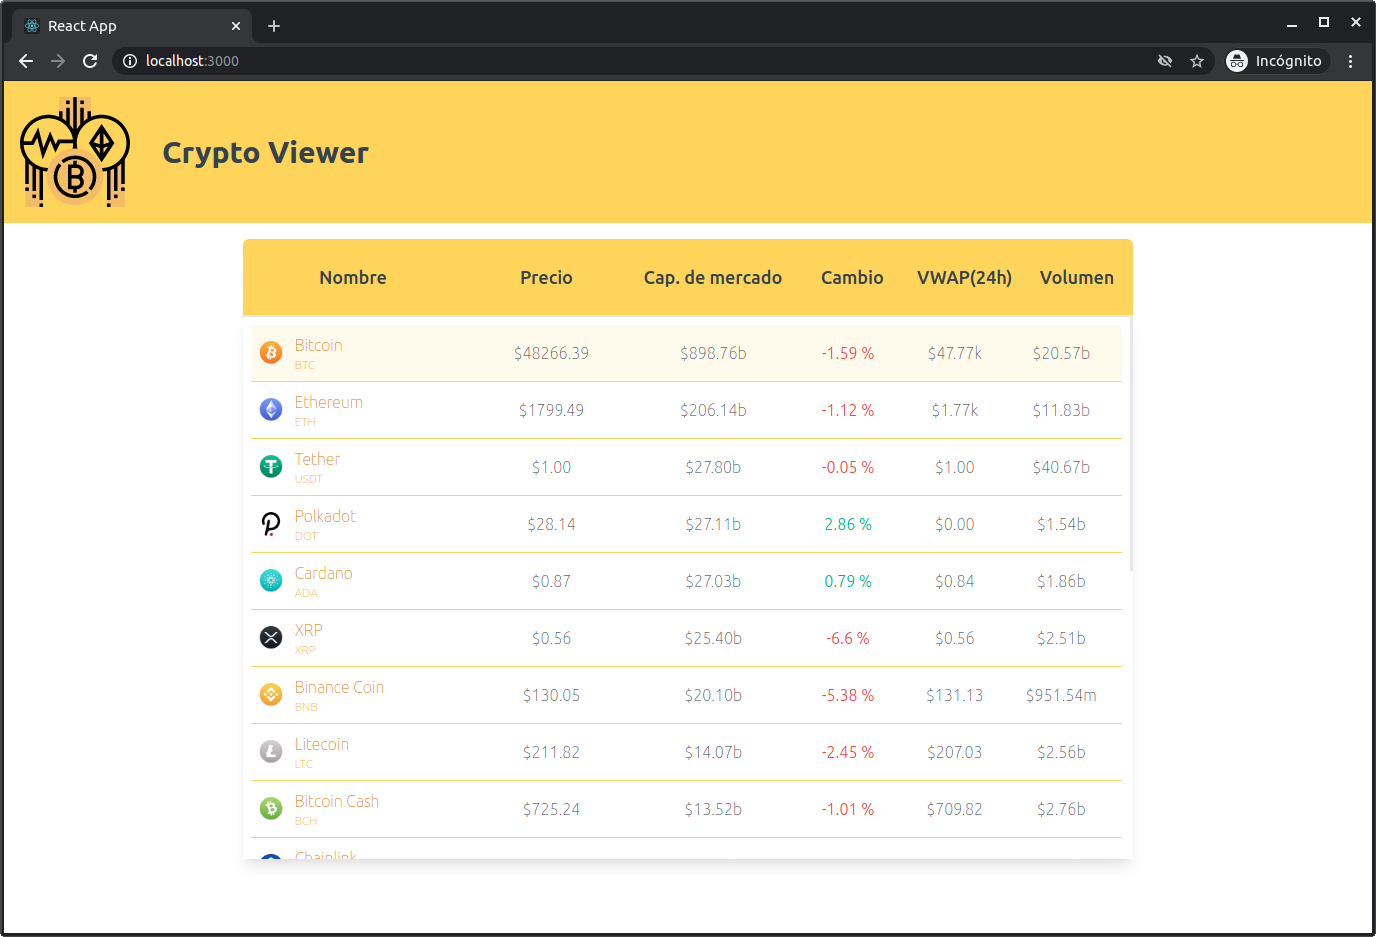 React App
localhost:3000
Incógnito
Crypto Viewer
Nombre Precio Cap. de mercado Cambio VWAP(24h) Volumen
Bitcoin $48266.39 $898.76b -1.59 % $47.77k $20.57b
BTC
Ethereum $1799.49 $206.14b -1.12 % $1.77k $11.83b
ETH
Tether $1.00 $27.80b -0.05 % $1.00 $40.67b
USDT
Polkadot $28.14 $27.11b 2.86 % $0.00 $1.54b
DOT
Cardano $0.87 $27.03b 0.79 % $0.84 $1.86b
ADA
XRP $0.56 $25.40b -6.6 % $0.56 $2.51b
XRP
Binance Coin $130.05 $20.10b -5.38 % $131.13 $951.54m
BNB
Litecoin $211.82 $14.07b -2.45 % $207.03 $2.56b
LTC
Bitcoin Cash $725.24 $13.52b -1.01 % $709.82 $2.76b
BCH
Chainlink